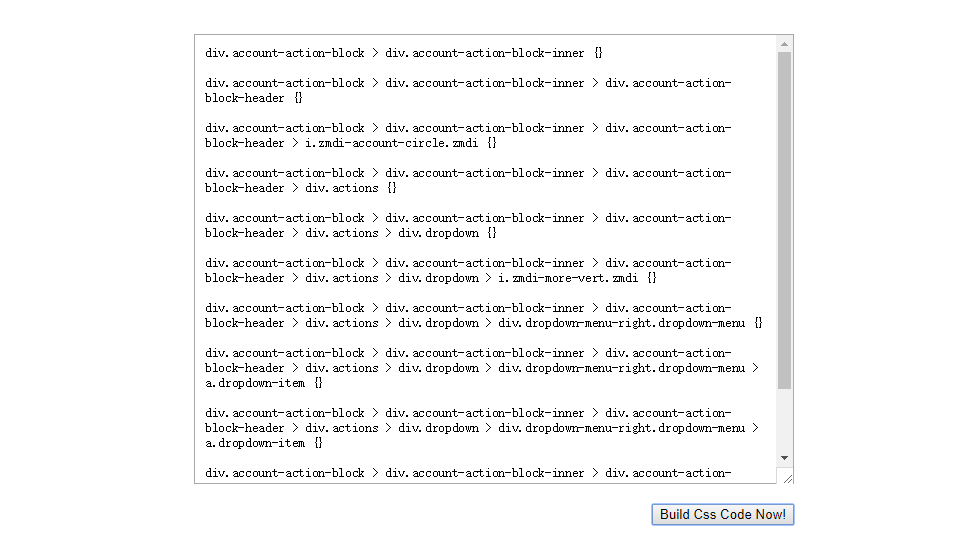 div.account-action-block > div.account-action-block-inner {}
div.account-action-block > div.account-action-block-inner > div.account-action-
block-header {}
div.account-action-block > div.account-action-block-inner > div.account-action-
block-header > i.zmdi-account-circle.zmdi {}
div.account-action-block > div.account-action-block-inner > div.account-action-
block-header > div.actions {}
div.account-action-block > div.account-action-block-inner > div.account-action-
block-header > div.actions > div.dropdown {}
div.account-action-block > div.account-action-block-inner > div.account-action-
block-header > div.actions > div.dropdown > i.zmdi-more-vert.zmdi {}
div.account-action-block > div.account-action-block-inner > div.account-action-
block-header > div.actions > div.dropdown > div.dropdown-menu-right.dropdown-menu {}
div.account-action-block > div.account-action-block-inner > div.account-action-
block-header > div.actions > div.dropdown > div.dropdown-menu-right.dropdown-menu >
a.dropdown-item {}
div.account-action-block > div.account-action-block-inner > div.account-action-
block-header > div.actions > div.dropdown > div.dropdown-menu-right.dropdown-menu >
a.dropdown-item {}
div.account-action-block > div.account-action-block-inner > div.account-action-
Build Css Code Now!